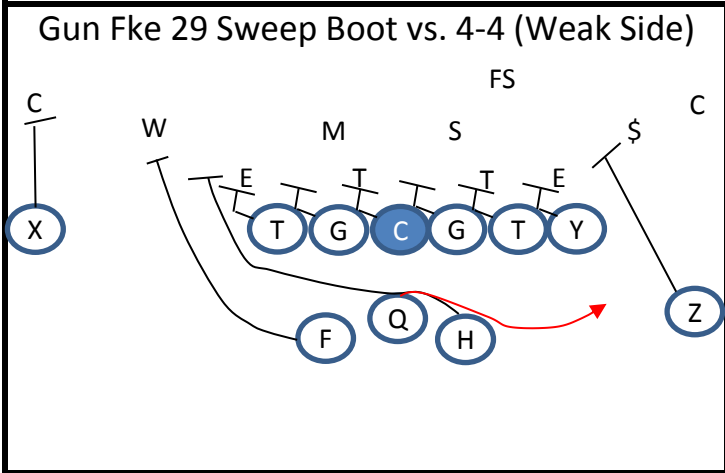 Gun Fke 29 Sweep Boot vs. 4-4 (Weak Side)
FS
C C
W M S $
E T T E
X T G C G T Y
Q Z
F H